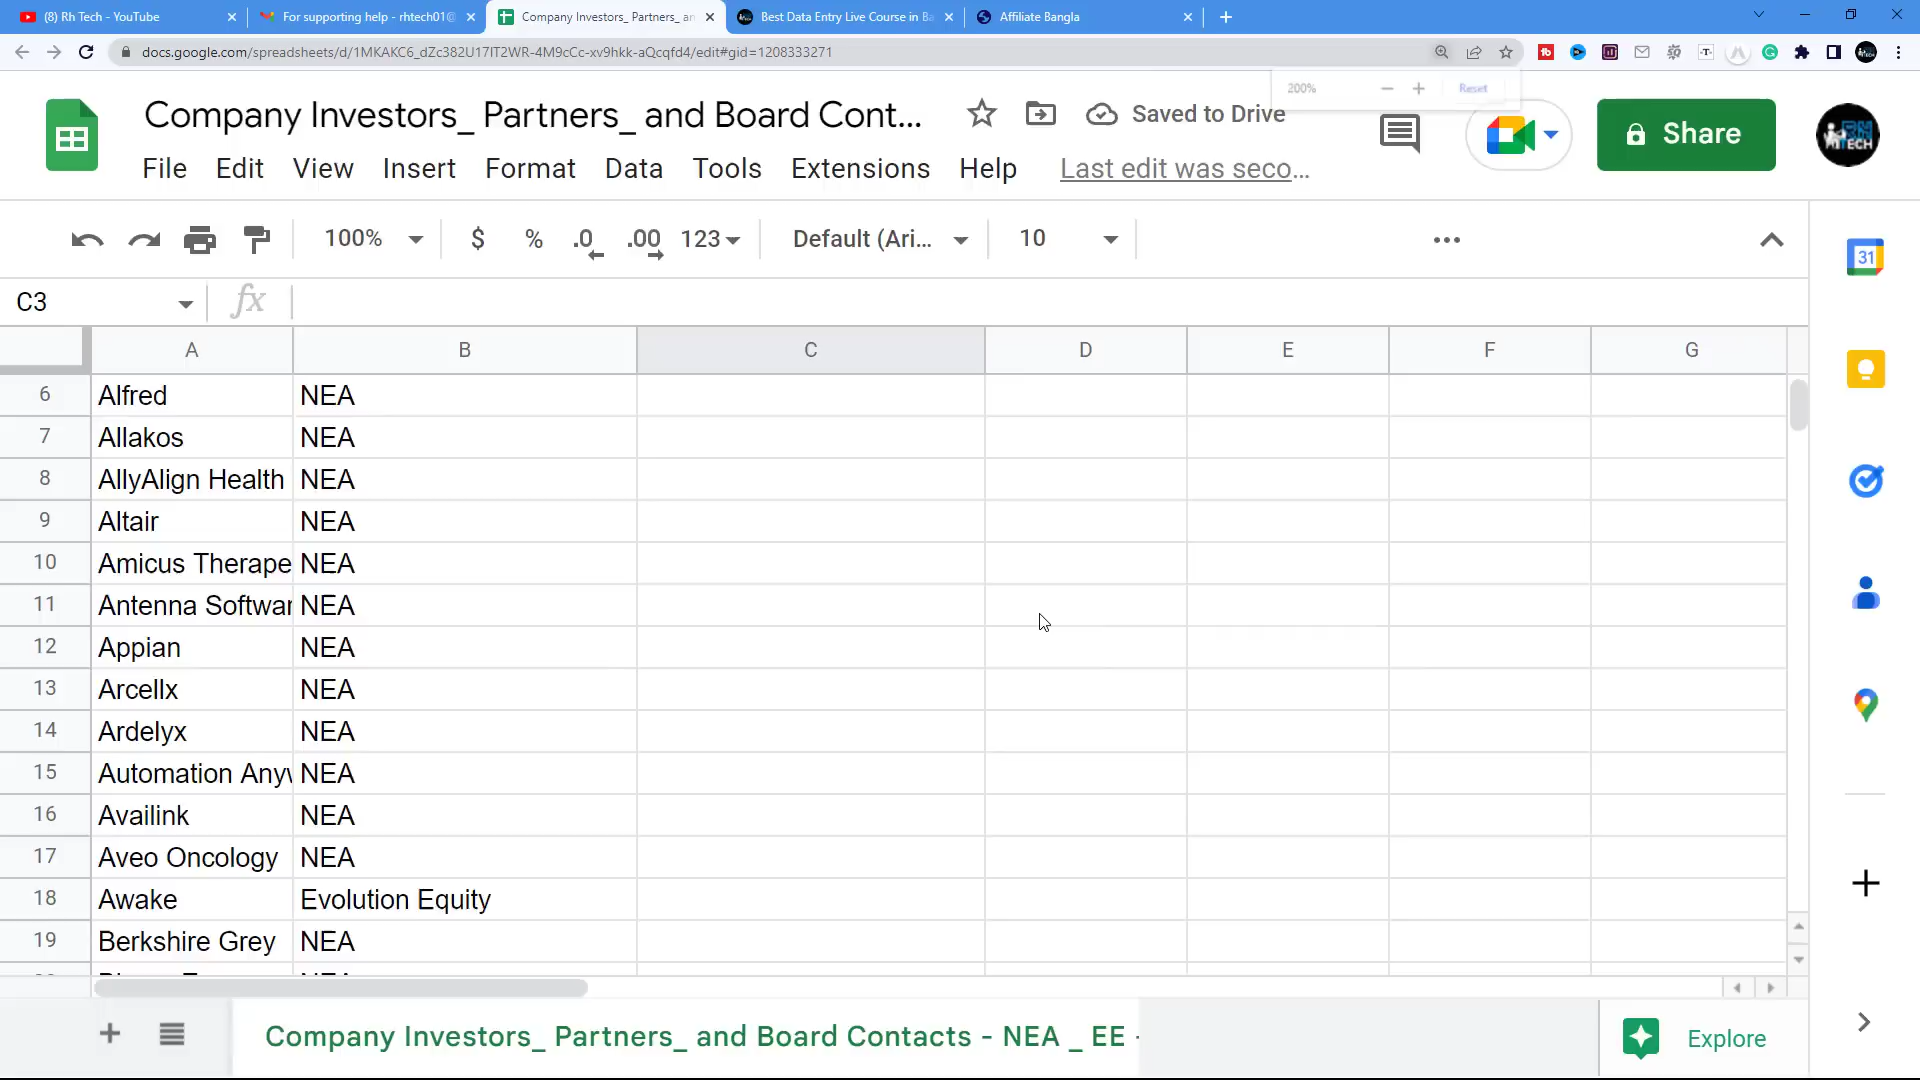 (8) Rh Tech - YouTube
For supporting help - rhtech01@
Company Investors_ Partners_ an
Best Data Entry Live Course in Ba
Affiliate Bangla
docs.google.com/spreadsheets/d/1MKAKC6_dZc382U17IT2WR-4M9cCc-xv9hkk-aQcqfd4/edit#gid=1208333271
200%
Reset
Company Investors_ Partners_ and Board Cont...
Saved to Drive
Share
File Edit View Insert Format Data Tools Extensions Help Last edit was seco...
100% $ % .0 .00 123 Default (Ari... 10
C3 fx
A B C D E F G
6 Alfred NEA
7 Allakos NEA
8 AllyAlign Health NEA
9 Altair NEA
10 Amicus Therape NEA
11 Antenna Softwar NEA
12 Appian NEA
13 Arcellx NEA
14 Ardelyx NEA
15 Automation Anyw NEA
16 Availink NEA
17 Aveo Oncology NEA
18 Awake Evolution Equity
19 Berkshire Grey NEA
Company Investors_ Partners_ and Board Contacts - NEA _ EE -
Explore
31